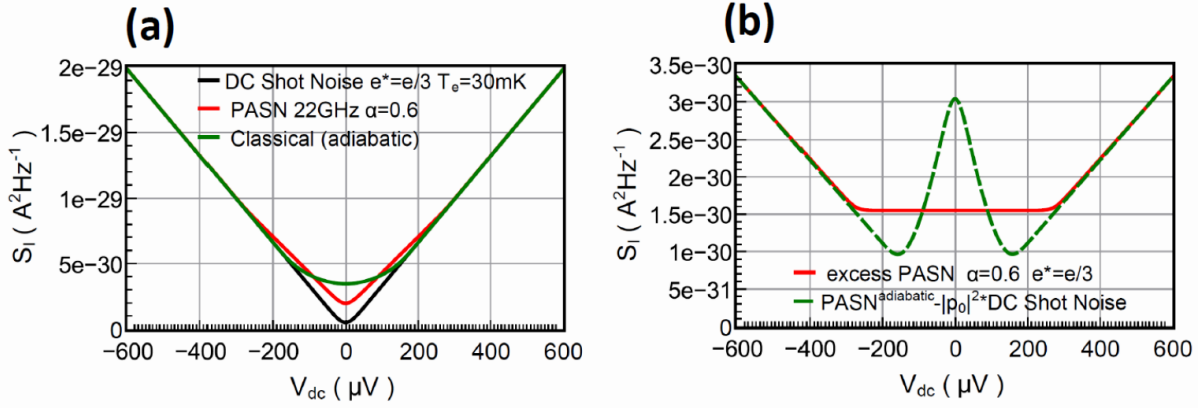 (a)
DC Shot Noise e*=e/3 Tₑ=30mK
PASN 22GHz α=0.6
Classical (adiabatic)
2e−29
1.5e−29
1e−29
5e−30
0
S_I ( A²Hz⁻¹ )
−600 −400 −200 0 200 400 600
V_dc ( µV )
(b)
3.5e-30
3e-30
2.5e-30
2e-30
1.5e-30
1e-30
5e-31
0
S_I ( A²Hz⁻¹ )
excess PASN α=0.6 e*=e/3
PASN^adiabatic-|p₀|²*DC Shot Noise
−600 −400 −200 0 200 400 600
V_dc ( µV )